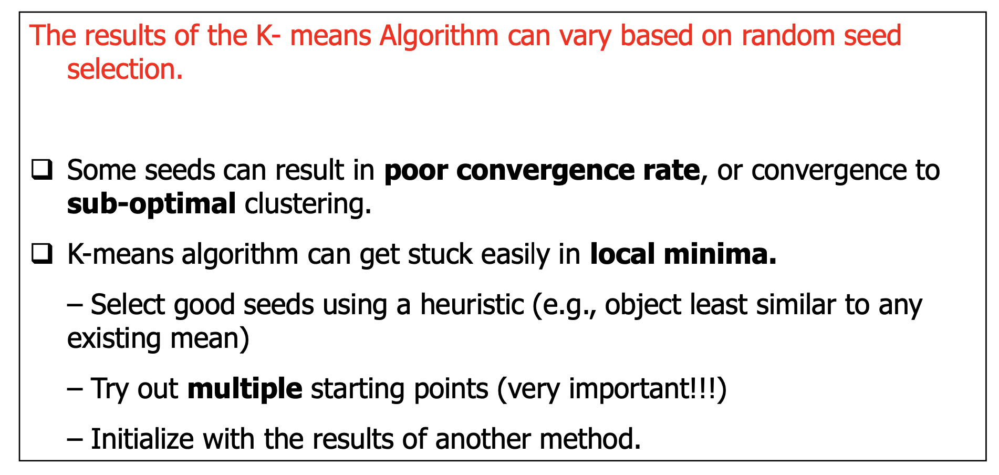 The results of the K- means Algorithm can vary based on random seed
selection.
❑ Some seeds can result in poor convergence rate, or convergence to
sub-optimal clustering.
❑ K-means algorithm can get stuck easily in local minima.
– Select good seeds using a heuristic (e.g., object least similar to any
existing mean)
– Try out multiple starting points (very important!!!)
– Initialize with the results of another method.